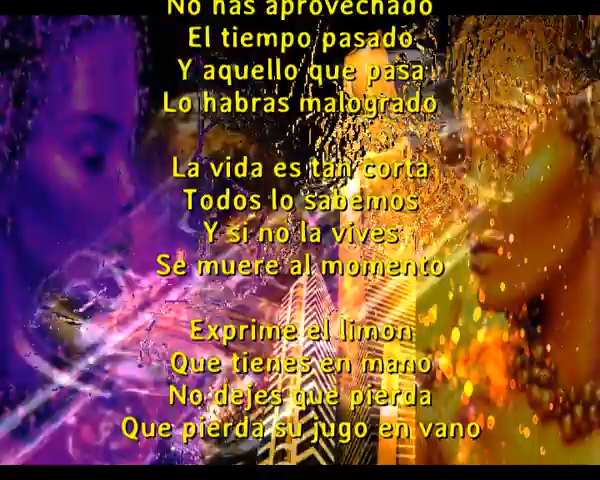 No has aprovechado
El tiempo pasado
Y aquello que pasa
Lo habras malogrado
La vida es tan corta
Todos lo sabemos
Y si no la vives
Se muere al momento
Exprime el limon
Que tienes en mano
No dejes que pierda
Que pierda su jugo en vano